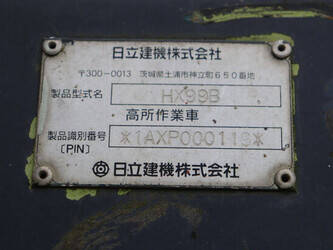 日立建機株式会社
〒300-0013 茨城県土浦市神立町650番地
製品型式名 HX99B
高所作業車
製品識別番号 *1AXP000118*
〔PIN〕
日立建機株式会社